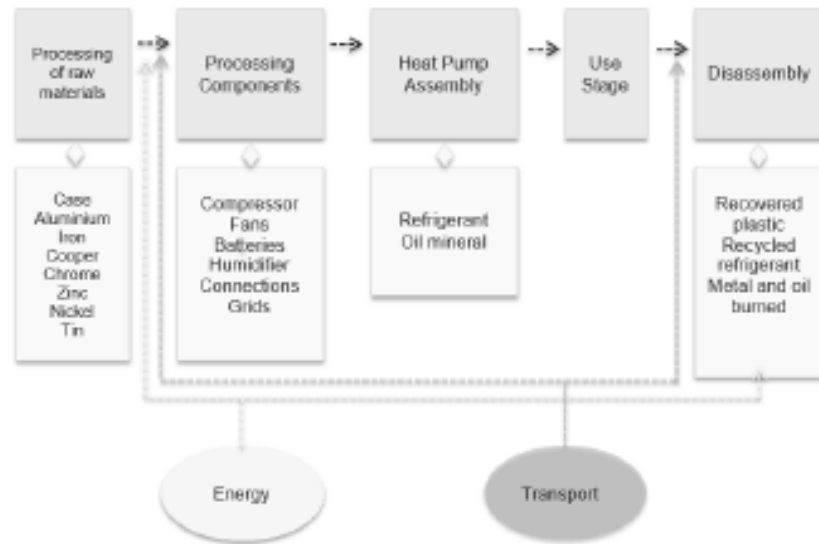 Processing
of raw
materials
Processing
Components
Heat Pump
Assembly
Use
Stage
Disassembly
Case
Aluminium
Iron
Cooper
Chrome
Zinc
Nickel
Tin
Compressor
Fans
Batteries
Humidifier
Connections
Grids
Refrigerant
Oil mineral
Recovered
plastic
Recycled
refrigerant
Metal and oil
burned
Energy
Transport